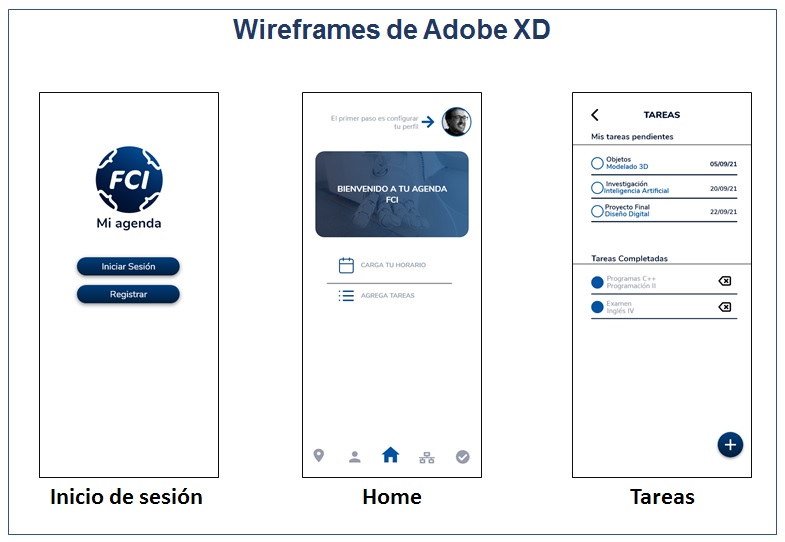 Wireframes de Adobe XD
FCI
Mi agenda
Iniciar Sesión
Registrar
Inicio de sesión
El primer paso es configurar
tu perfil
BIENVENIDO A TU AGENDA
FCI
CARGA TU HORARIO
AGREGA TAREAS
Home
TAREAS
Mis tareas pendientes
Objetos
Modelado 3D
05/09/21
Investigación
Inteligencia Artificial
20/09/21
Proyecto Final
Diseño Digital
22/09/21
Tareas Completadas
Programas C++
Programación II
Examen
Inglés IV
Tareas